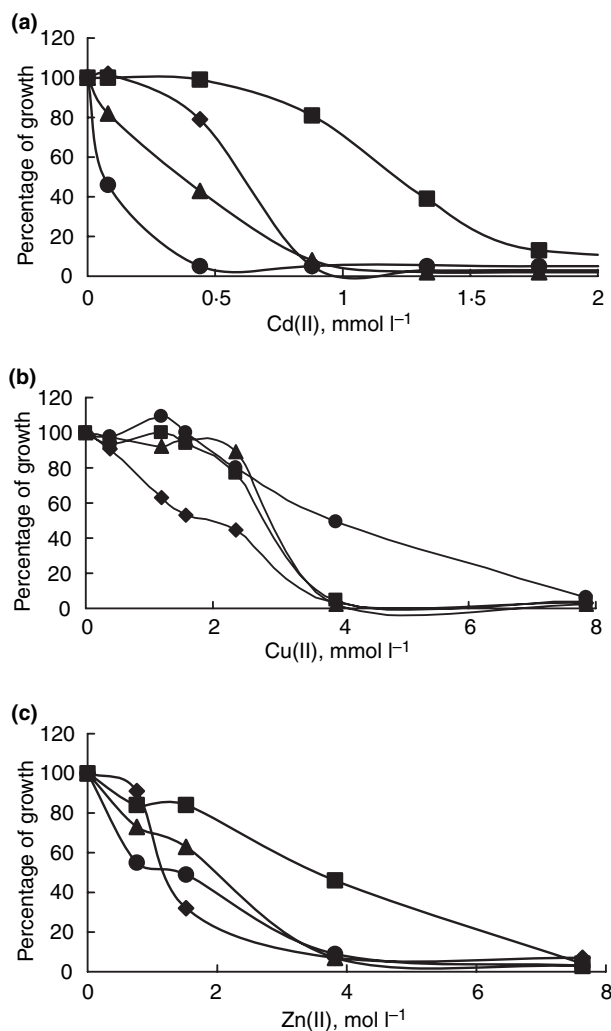 (a)
120
100
80
60
40
20
0
Percentage of growth
0 0·5 1 1·5 2
Cd(II), mmol l⁻¹
(b)
120
100
80
60
40
20
0
Percentage of growth
0 2 4 6 8
Cu(II), mmol l⁻¹
(c)
120
100
80
60
40
20
0
Percentage of growth
0 2 4 6 8
Zn(II), mol l⁻¹